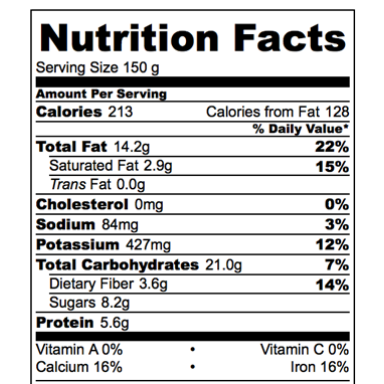 Nutrition Facts
Serving Size 150 g
Amount Per Serving
Calories 213 Calories from Fat 128
% Daily Value*
Total Fat 14.2g 22%
Saturated Fat 2.9g 15%
Trans Fat 0.0g
Cholesterol 0mg 0%
Sodium 84mg 3%
Potassium 427mg 12%
Total Carbohydrates 21.0g 7%
Dietary Fiber 3.6g 14%
Sugars 8.2g
Protein 5.6g
Vitamin A 0% • Vitamin C 0%
Calcium 16% • Iron 16%